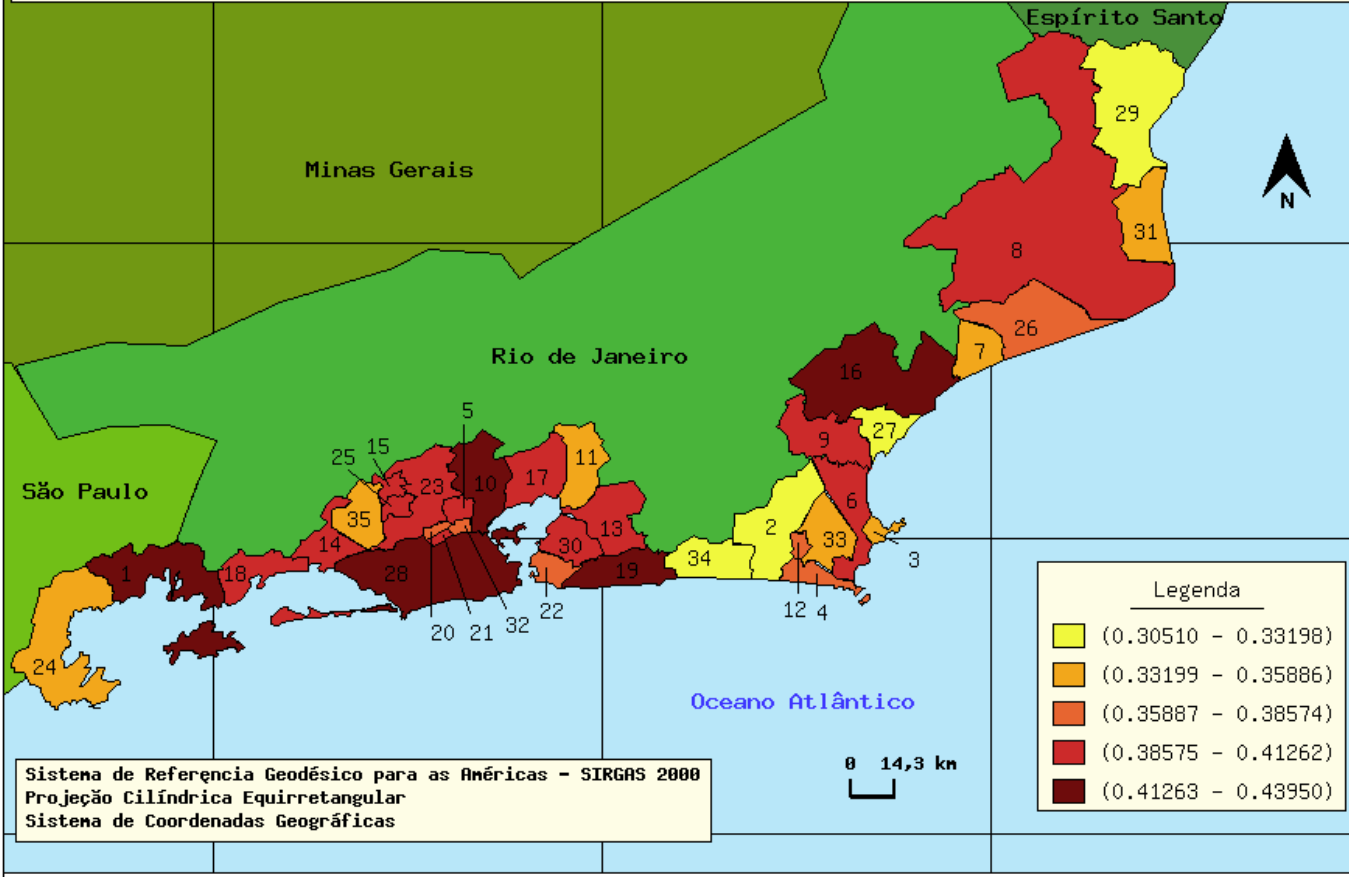 Espírito Santo
29
Minas Gerais
N
31
8
26
Rio de Janeiro
7
16
5
27
9
15
25
11
23
10
17
São Paulo
6
35
2
13
33
14
30
34
3
1
18
28
19
22
12
4
20
21
32
24
Legenda
(0.30510 - 0.33198)
(0.33199 - 0.35886)
(0.35887 - 0.38574)
(0.38575 - 0.41262)
(0.41263 - 0.43950)
Oceano Atlântico
0 14,3 km
Sistema de Referençia Geodésico para as Américas - SIRGAS 2000
Projeção Cilíndrica Equirretangular
Sistema de Coordenadas Geográficas